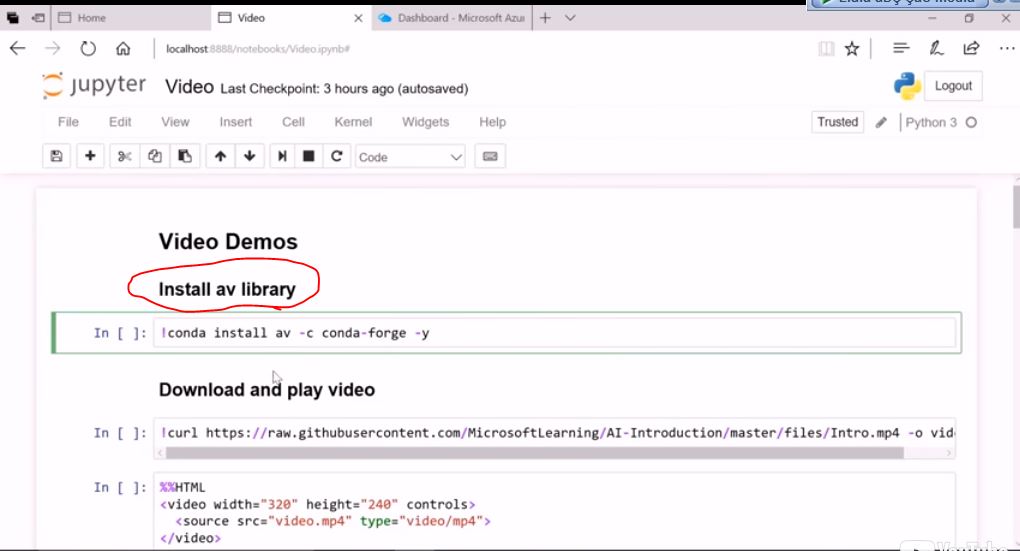 Home
Video
Dashboard - Microsoft Azu
localhost:8888/notebooks/Video.ipynb#
jupyter Video Last Checkpoint: 3 hours ago (autosaved)
Logout
File Edit View Insert Cell Kernel Widgets Help
Trusted
Python 3
Code
Video Demos
Install av library
In [ ]: !conda install av -c conda-forge -y
Download and play video
In [ ]: !curl https://raw.githubusercontent.com/MicrosoftLearning/AI-Introduction/master/files/Intro.mp4 -o vid
In [ ]: %%HTML
<video width="320" height="240" controls>
<source src="video.mp4" type="video/mp4">
</video>